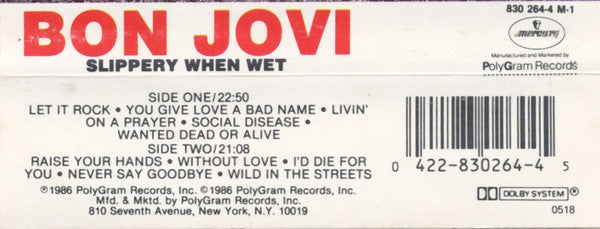 BON JOVI
SLIPPERY WHEN WET
830 264-4 M-1
mercury
Manufactured and Marketed by
PolyGram Records
SIDE ONE/22:50
LET IT ROCK • YOU GIVE LOVE A BAD NAME • LIVIN'
ON A PRAYER • SOCIAL DISEASE •
WANTED DEAD OR ALIVE
SIDE TWO/21:08
RAISE YOUR HANDS • WITHOUT LOVE • I'D DIE FOR
YOU • NEVER SAY GOODBYE • WILD IN THE STREETS
℗1986 PolyGram Records, Inc. ©1986 PolyGram Records, Inc.
Mfd. & Mktd. by PolyGram Records, Inc.
810 Seventh Avenue, New York, N.Y. 10019
0 422-830264-4 5
DOLBY SYSTEM ®
0518